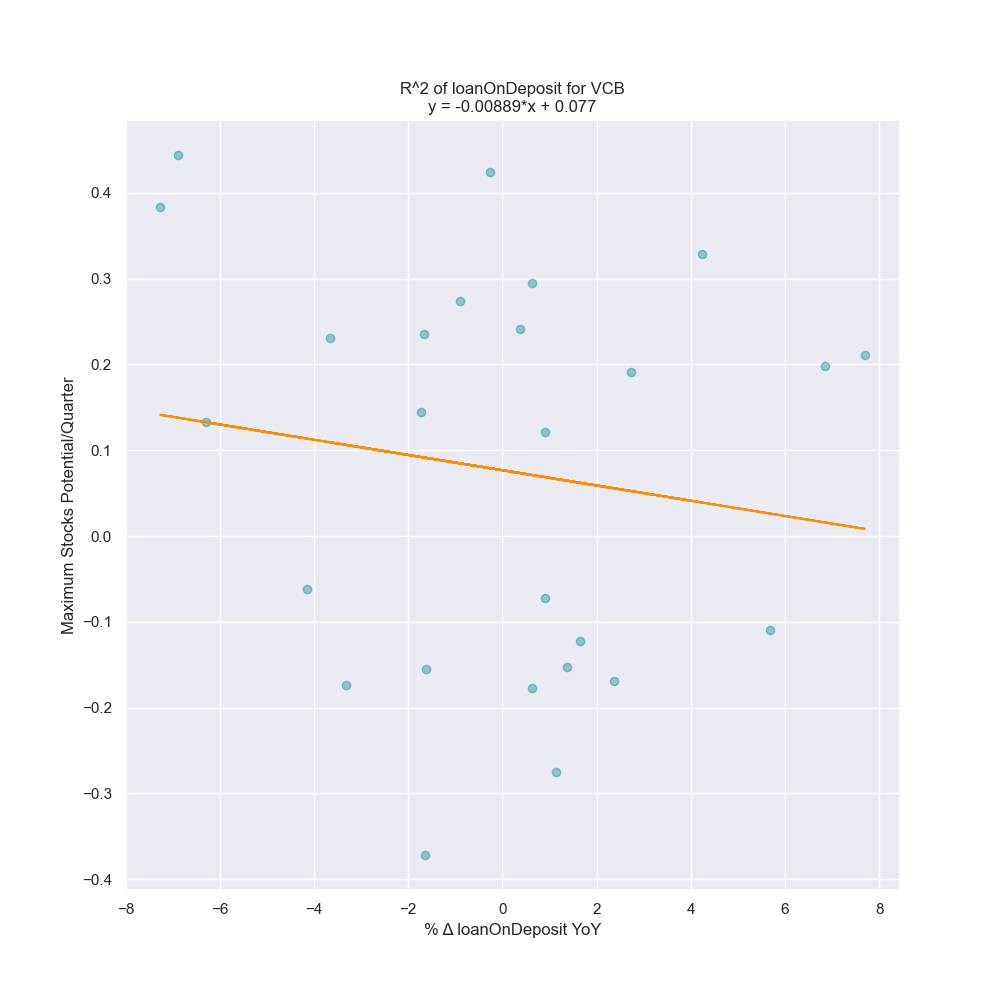 R^2 of loanOnDeposit for VCB
y = -0.00889*x + 0.077
Maximum Stocks Potential/Quarter
0.4
0.3
0.2
0.1
0.0
−0.1
−0.2
−0.3
−0.4
−8 −6 −4 −2 0 2 4 6 8
% Δ loanOnDeposit YoY